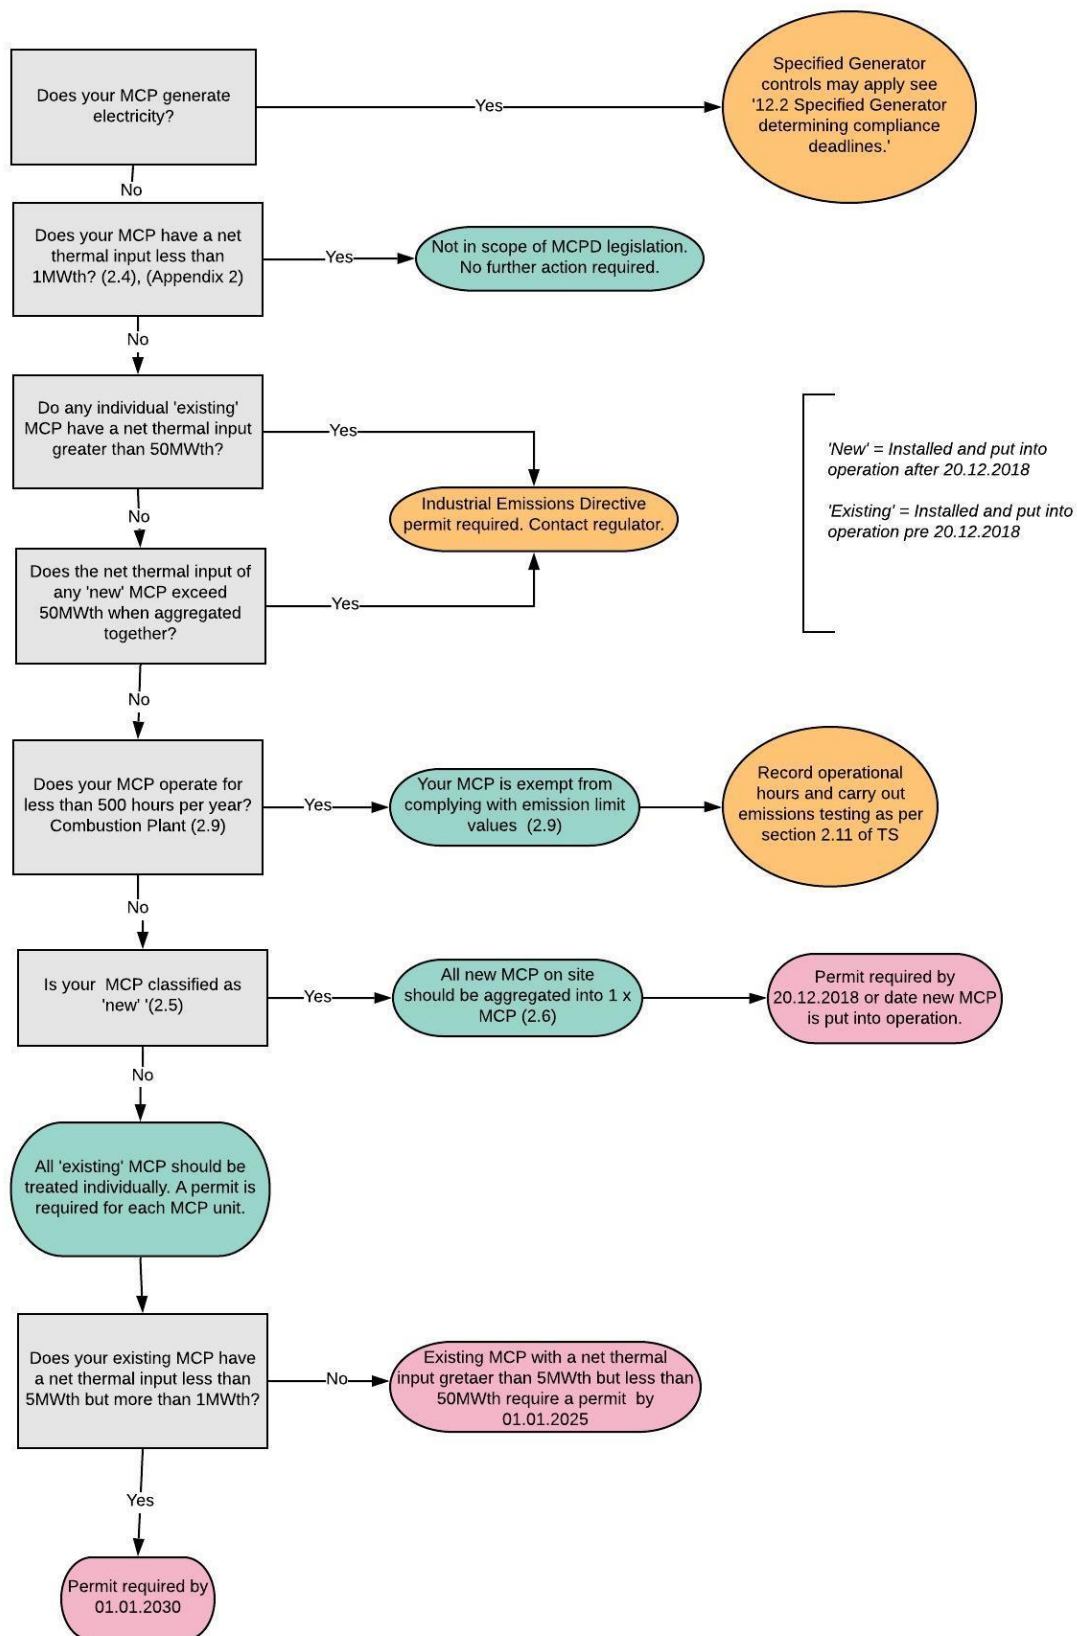 Does your MCP generate
electricity?
Yes
Specified Generator
controls may apply see
'12.2 Specified Generator
determining compliance
deadlines.'
No
Does your MCP have a net
thermal input less than
1MWth? (2.4), (Appendix 2)
Yes
Not in scope of MCPD legislation.
No further action required.
No
Do any individual 'existing'
MCP have a net thermal input
greater than 50MWth?
Yes
'New' = Installed and put into
operation after 20.12.2018
'Existing' = Installed and put into
operation pre 20.12.2018
Industrial Emissions Directive
permit required. Contact regulator.
No
Does the net thermal input of
any 'new' MCP exceed
50MWth when aggregated
together?
Yes
No
Does your MCP operate for
less than 500 hours per year?
Combustion Plant (2.9)
Yes
Your MCP is exempt from
complying with emission limit
values  (2.9)
Record operational
hours and carry out
emissions testing as per
section 2.11 of TS
No
Is your  MCP classified as
'new' '(2.5)
Yes
All new MCP on site
should be aggregated into 1 x
MCP (2.6)
Permit required by
20.12.2018 or date new MCP
is put into operation.
No
All 'existing' MCP should be
treated individually. A permit is
required for each MCP unit.
Does your existing MCP have
a net thermal input less than
5MWth but more than 1MWth?
No
Existing MCP with a net thermal
input gretaer than 5MWth but less than
50MWth require a permit  by
01.01.2025
Yes
Permit required by
01.01.2030